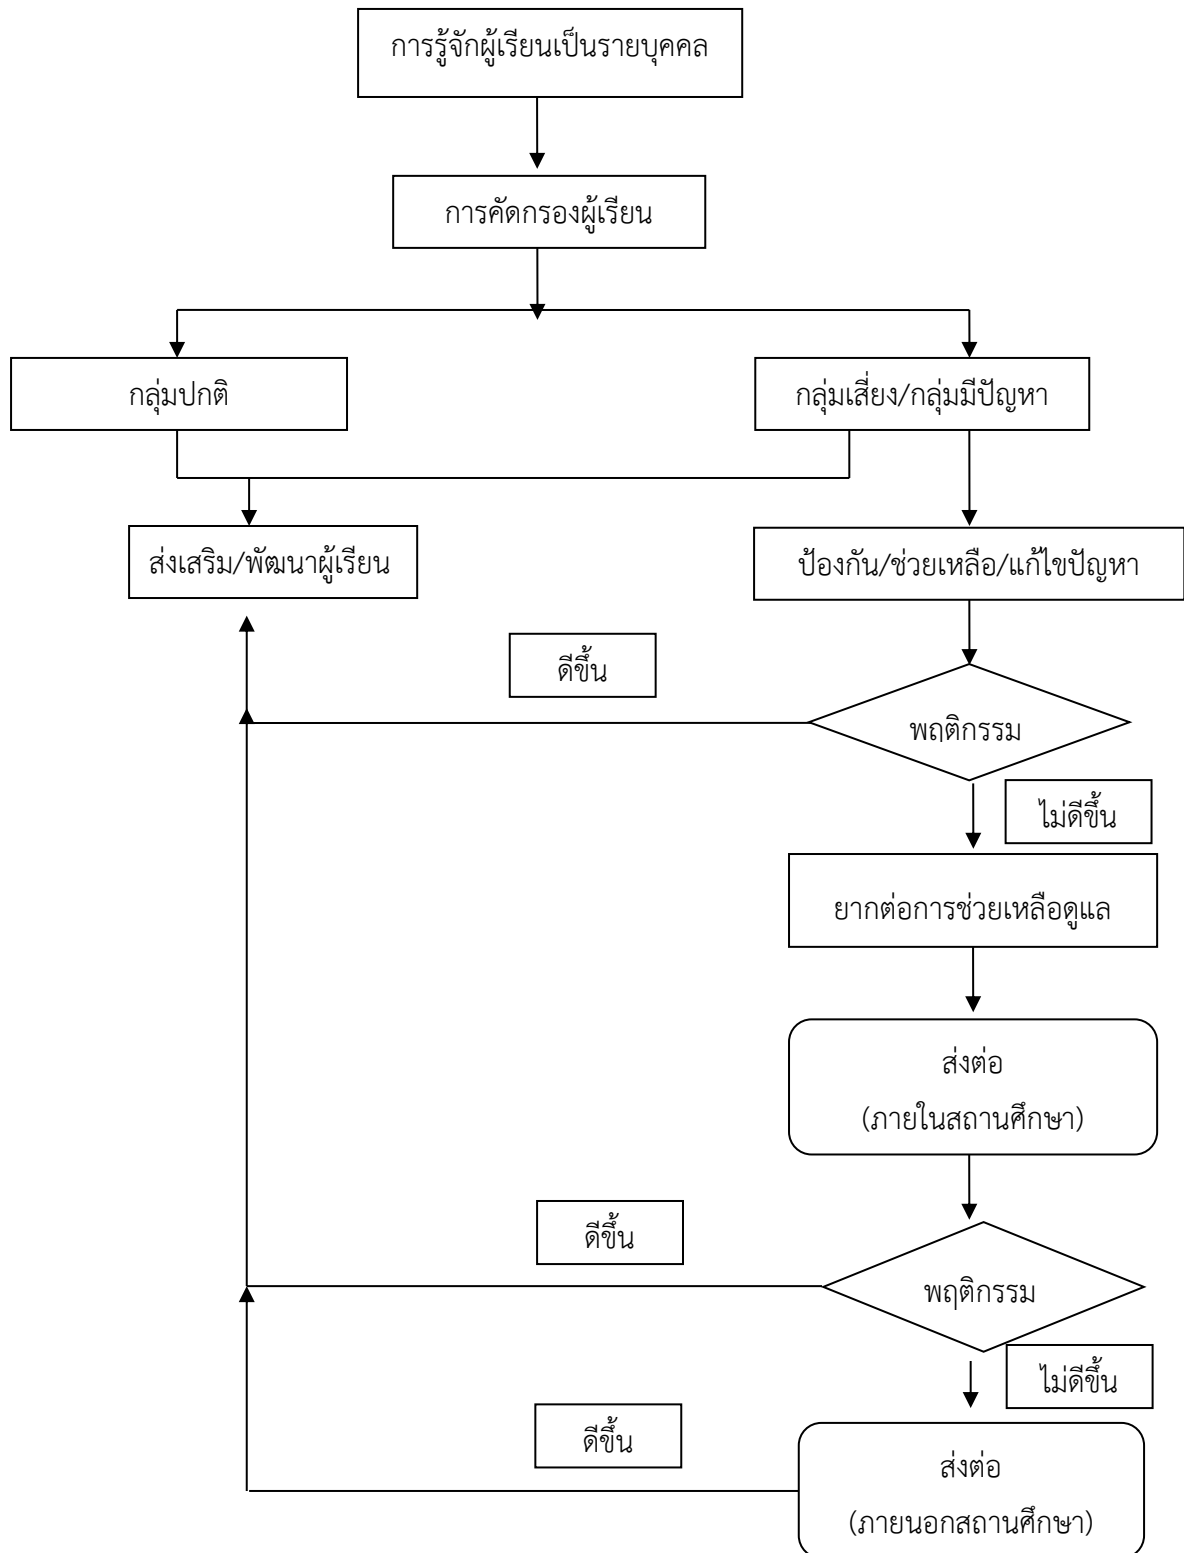 การรู้จักผู้เรียนเป็นรายบุคคล
การคัดกรองผู้เรียน
กลุ่มปกติ
กลุ่มเสี่ยง/กลุ่มมีปัญหา
ส่งเสริม/พัฒนาผู้เรียน
ป้องกัน/ช่วยเหลือ/แก้ไขปัญหา
ดีขึ้น
พฤติกรรม
ไม่ดีขึ้น
ยากต่อการช่วยเหลือดูแล
ส่งต่อ
(ภายในสถานศึกษา)
ดีขึ้น
พฤติกรรม
ไม่ดีขึ้น
ดีขึ้น
ส่งต่อ
(ภายนอกสถานศึกษา)